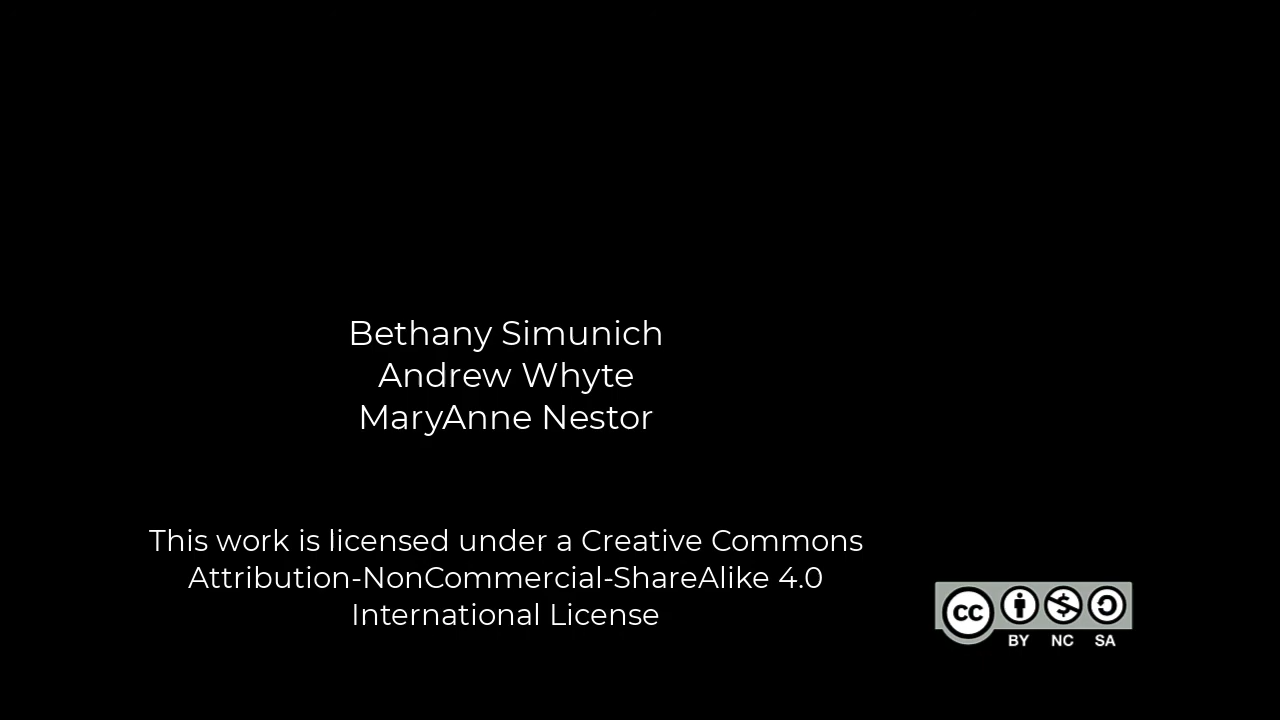 Bethany Simunich
Andrew Whyte
MaryAnne Nestor
This work is licensed under a Creative Commons
Attribution-NonCommercial-ShareAlike 4.0
International License
cc
BY NC SA